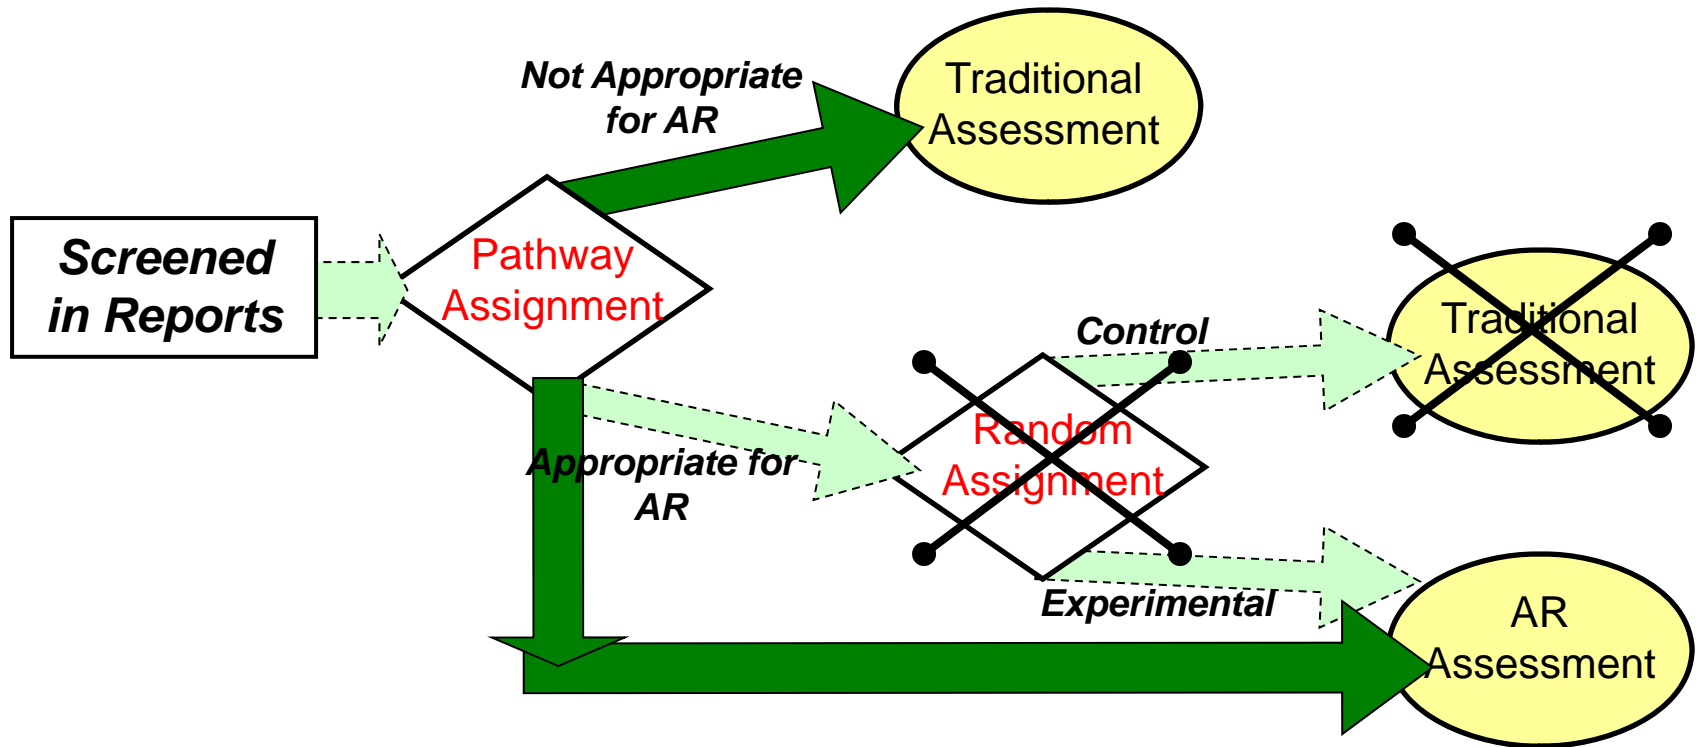 Not Appropriate
for AR
Traditional
Assessment
Screened
in Reports
Pathway
Assignment
Control
Traditional
Assessment
Appropriate for
AR
Random
Assignment
Experimental
AR
Assessment